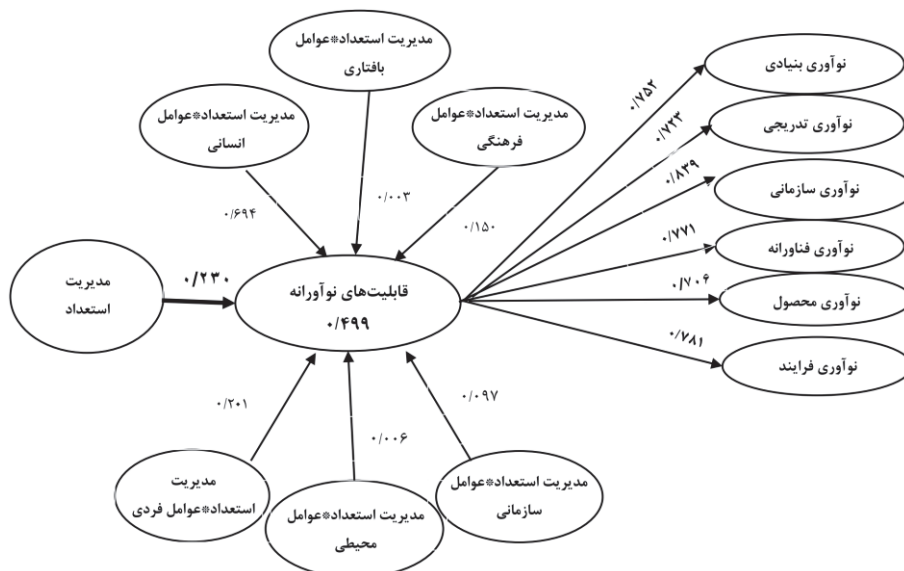 مدیریت استعداد*عوامل
بافتاری
مدیریت استعداد*عوامل
انسانی
مدیریت استعداد*عوامل
فرهنگی
نوآوری بنیادی
نوآوری تدریجی
نوآوری سازمانی
نوآوری فناورانه
نوآوری محصول
نوآوری فرایند
۰/۷۵۲
۰/۷۲۳
۰/۸۳۹
۰/۷۷۱
۰/۷۰۶
۰/۷۸۱
۰/۶۹۴
۰/۰۰۳
۰/۱۵۰
مدیریت
استعداد
۰/۲۳۰
قابلیت‌های نوآورانه
۰/۴۹۹
۰/۲۰۱
۰/۰۰۶
۰/۰۹۷
مدیریت
استعداد*عوامل فردی
مدیریت استعداد*عوامل
محیطی
مدیریت استعداد*عوامل
سازمانی